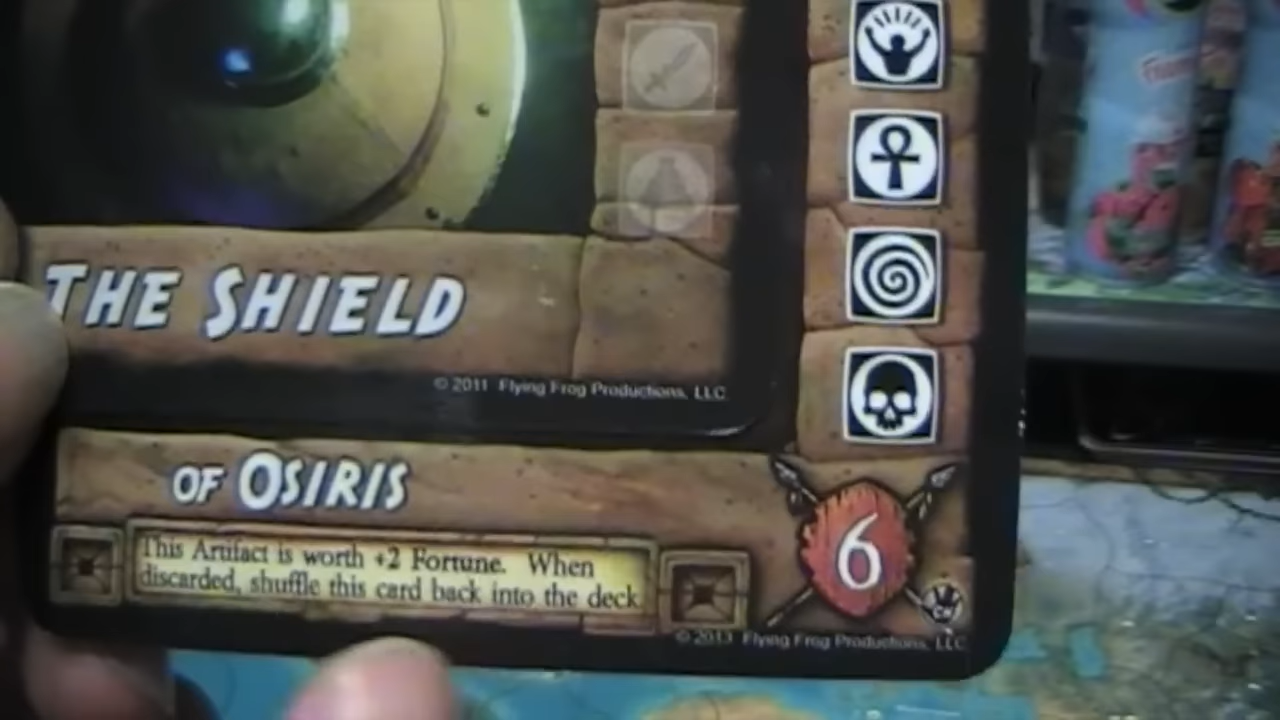 THE SHIELD
© 2011 Flying Frog Productions, LLC
OF OSIRIS
This Artifact is worth +2 Fortune. When
discarded, shuffle this card back into the deck
6
© 2013 Flying Frog Productions, LLC